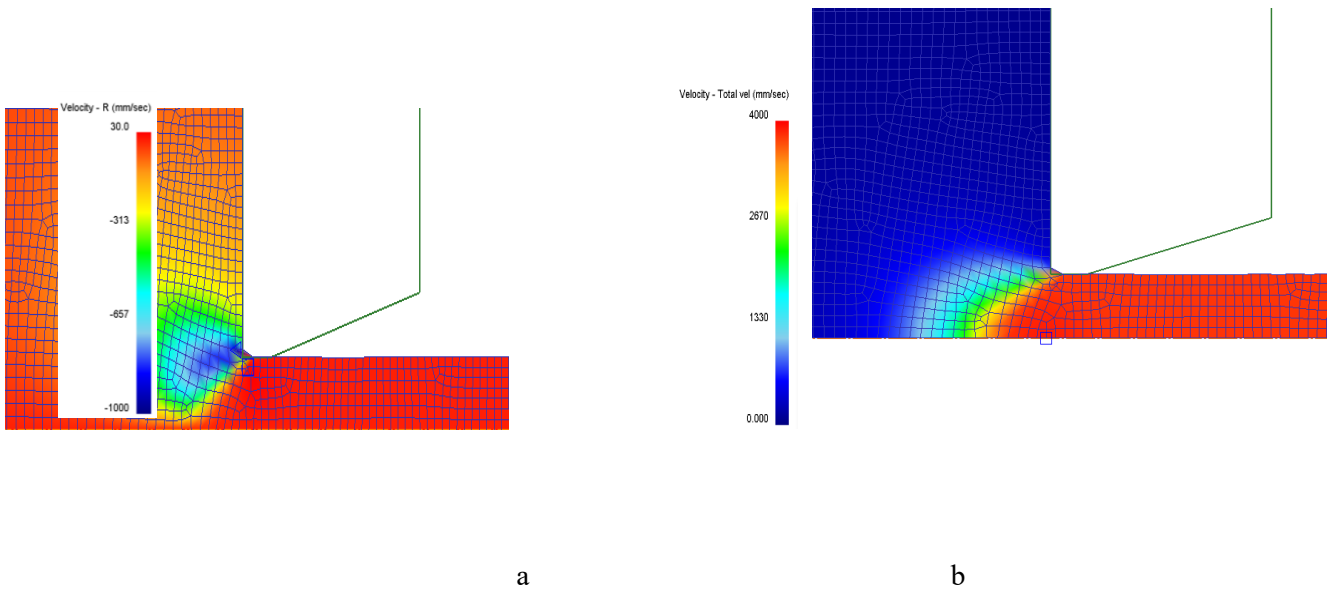 Velocity - R (mm/sec)
30.0
-313
-657
-1000
Velocity - Total vel (mm/sec)
4000
2670
1330
0.000
a
b